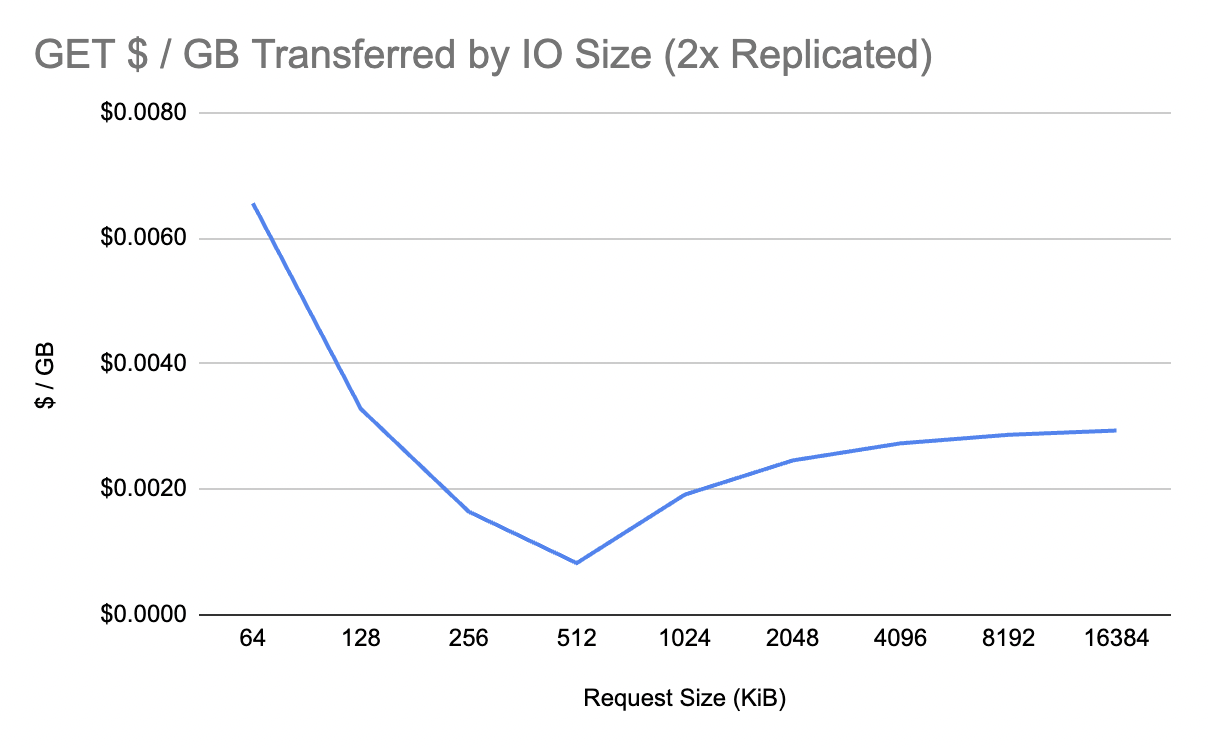 GET $ / GB Transferred by IO Size (2x Replicated)
$0.0080
$0.0060
$0.0040
$0.0020
$0.0000
$ / GB
64 128 256 512 1024 2048 4096 8192 16384
Request Size (KiB)